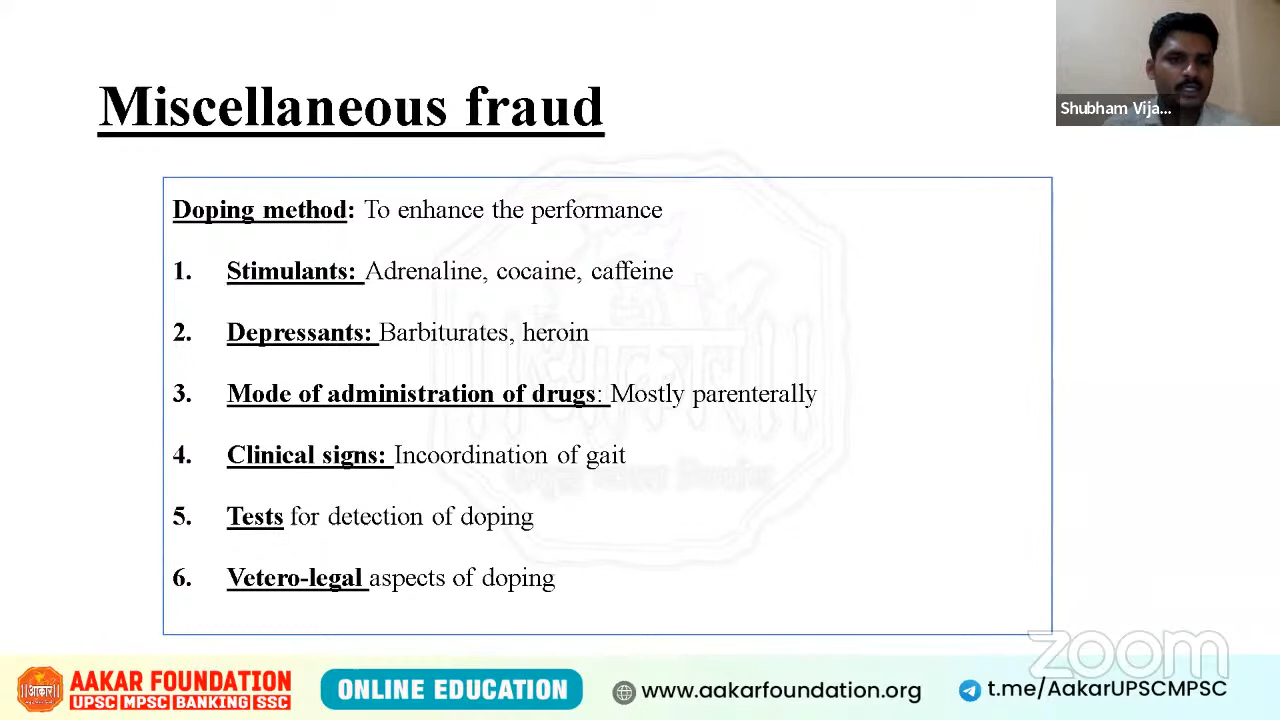 Miscellaneous fraud
Shubham Vija...
Doping method: To enhance the performance
1. Stimulants: Adrenaline, cocaine, caffeine
2. Depressants: Barbiturates, heroin
3. Mode of administration of drugs: Mostly parenterally
4. Clinical signs: Incoordination of gait
5. Tests for detection of doping
6. Vetero-legal aspects of doping
zoom
॥आकार॥
AAKAR FOUNDATION
UPSC MPSC BANKING SSC
ONLINE EDUCATION
www.aakarfoundation.org
t.me/AakarUPSCMPSC